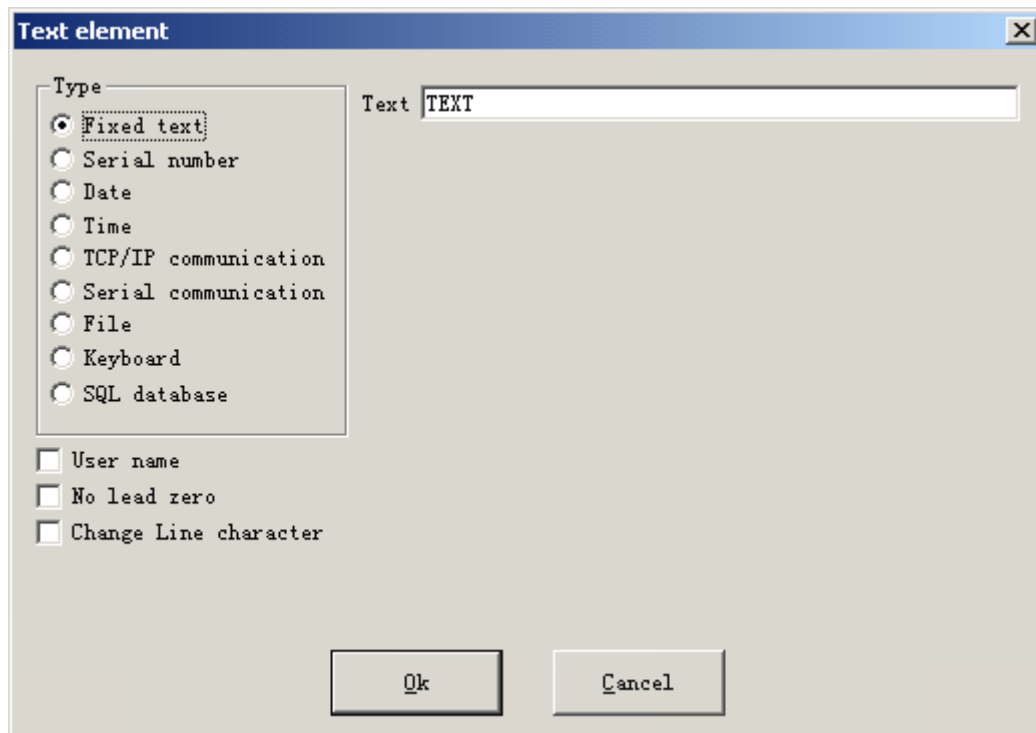 Text element
Type
Fixed text
Serial number
Date
Time
TCP/IP communication
Serial communication
File
Keyboard
SQL database
Text TEXT
User name
No lead zero
Change Line character
Ok
Cancel